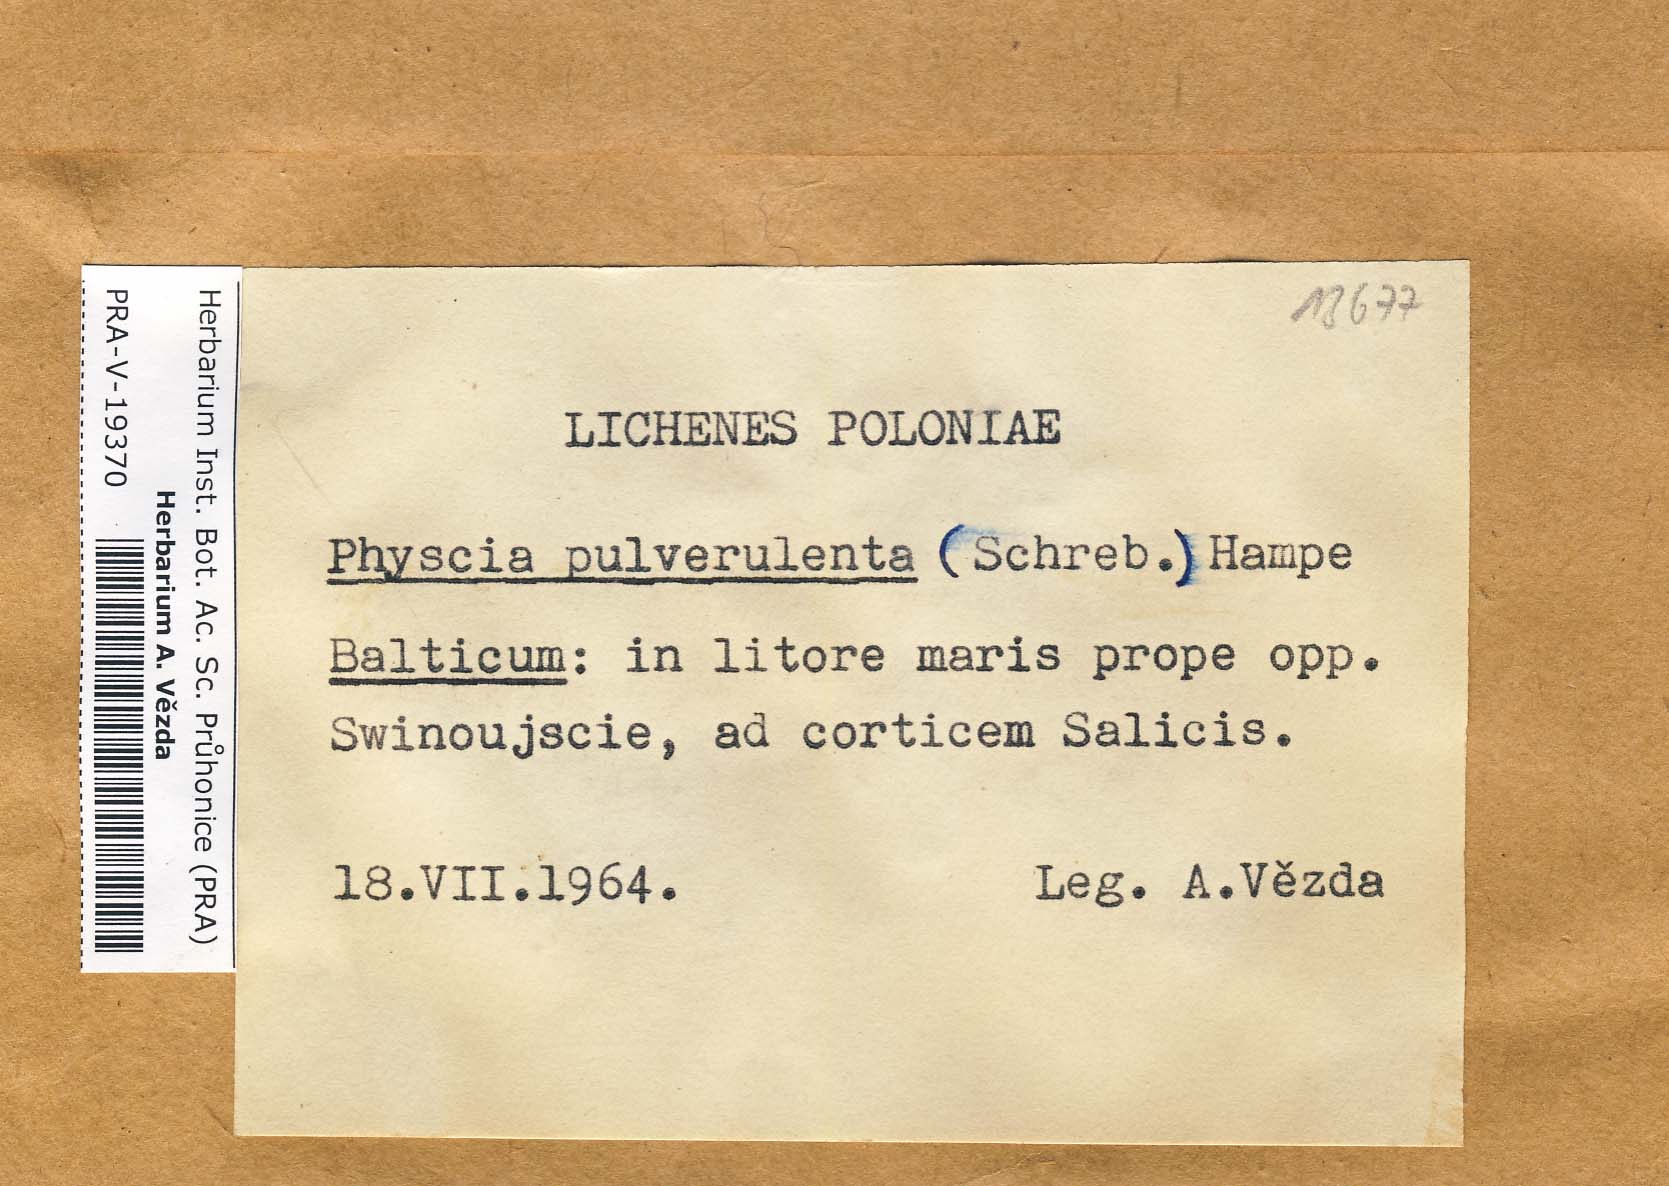 Herbarium Inst. Bot. Ac. Sc. Průhonice (PRA)
Herbarium A. Vězda
PRA-V-19370
13677
LICHENES POLONIAE
Physcia pulverulenta (Schreb.) Hampe
Balticum: in litore maris prope opp.
Swinoujscie, ad corticem Salicis.
18.VII.1964. Leg. A.Vězda